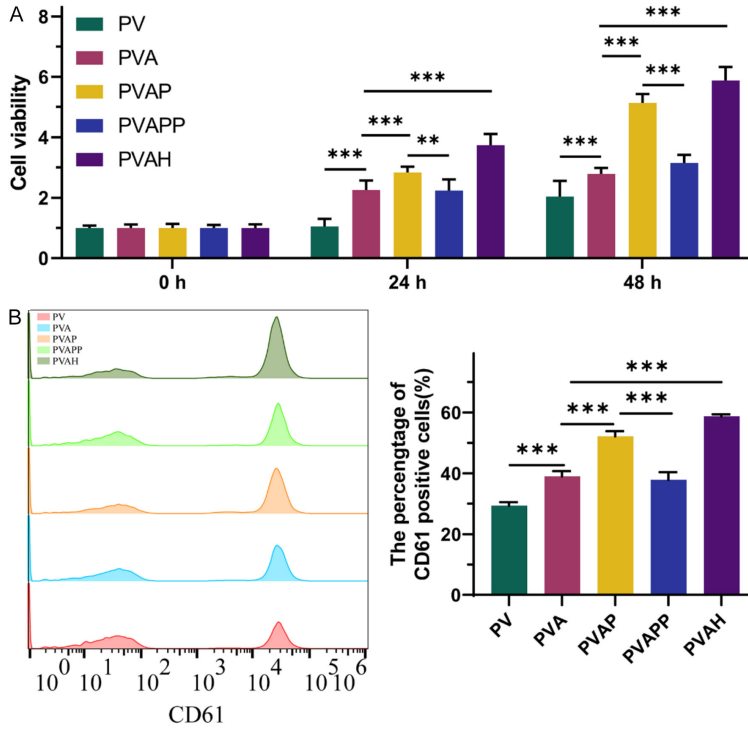 A
PV
PVA
PVAP
PVAPP
PVAH
Cell viability
8
6
4
2
0
*** *** ** ***
*** *** *** ***
0 h 24 h 48 h
B
PV
PVA
PVAP
PVAPP
PVAH
10^0 10^1 10^2 10^3 10^4 10^5 10^6
CD61
The percengtage of
CD61 positive cells(%)
60
40
20
0
*** *** *** ***
PV PVA PVAP PVAPP PVAH